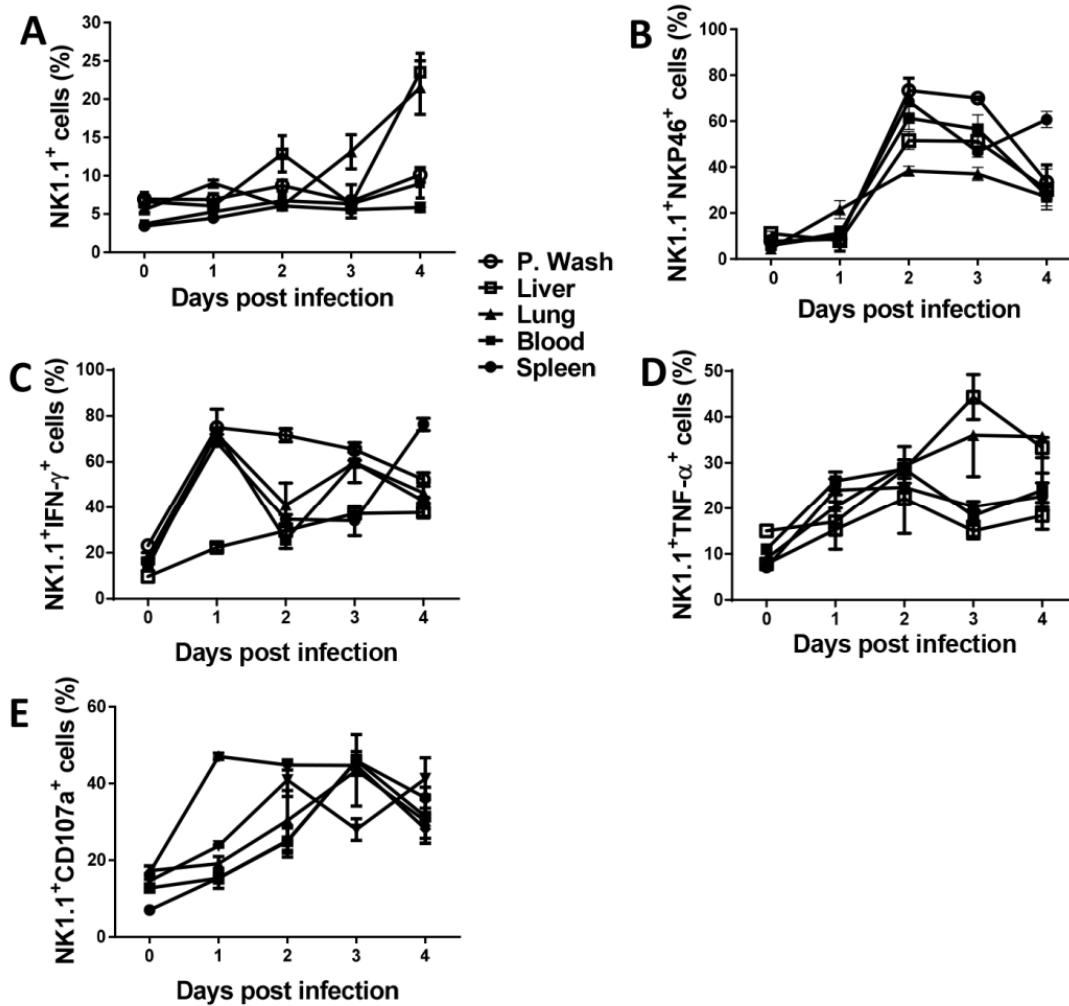 A
NK1.1⁺ cells (%)
30
25
20
15
10
5
0
0 1 2 3 4
Days post infection
B
NK1.1⁺NKP46⁺ cells (%)
100
80
60
40
20
0
0 1 2 3 4
Days post infection
P. Wash
Liver
Lung
Blood
Spleen
C
NK1.1⁺IFN-γ⁺ cells (%)
100
80
60
40
20
0
0 1 2 3 4
Days post infection
D
NK1.1⁺TNF-α⁺ cells (%)
50
40
30
20
10
0
0 1 2 3 4
Days post infection
E
NK1.1⁺CD107a⁺ cells (%)
60
40
20
0
0 1 2 3 4
Days post infection